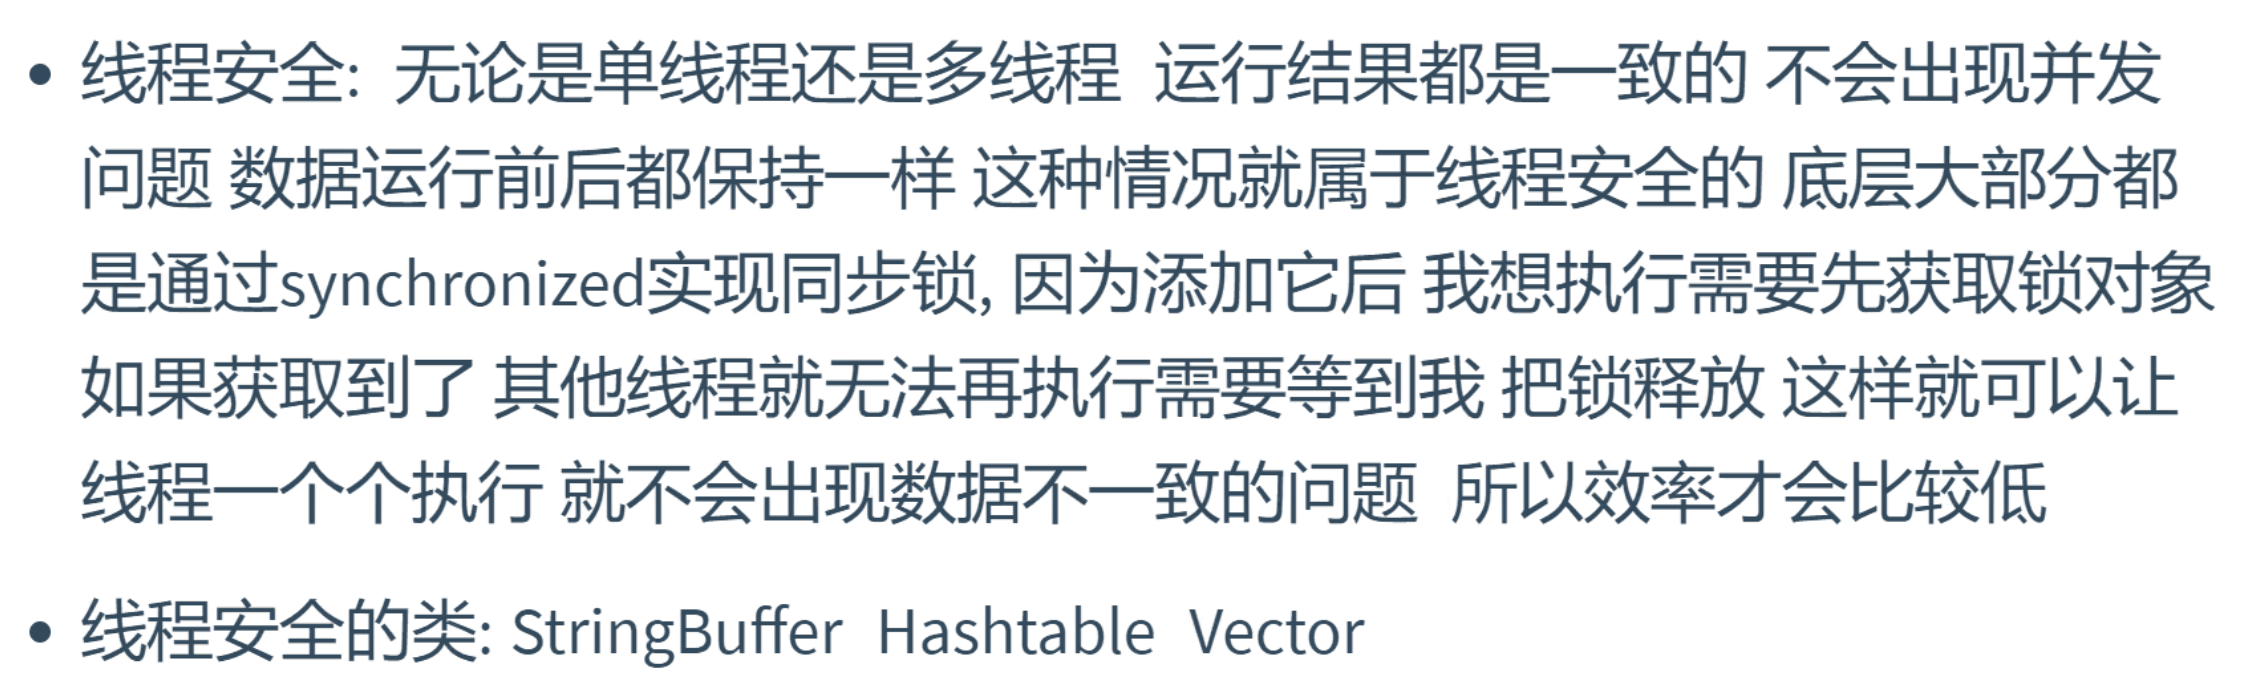 • 线程安全:  无论是单线程还是多线程  运行结果都是一致的 不会出现并发
问题 数据运行前后都保持一样 这种情况就属于线程安全的 底层大部分都
是通过synchronized实现同步锁, 因为添加它后 我想执行需要先获取锁对象
如果获取到了 其他线程就无法再执行需要等到我 把锁释放 这样就可以让
线程一个个执行 就不会出现数据不一致的问题  所以效率才会比较低
• 线程安全的类: StringBuffer  Hashtable  Vector